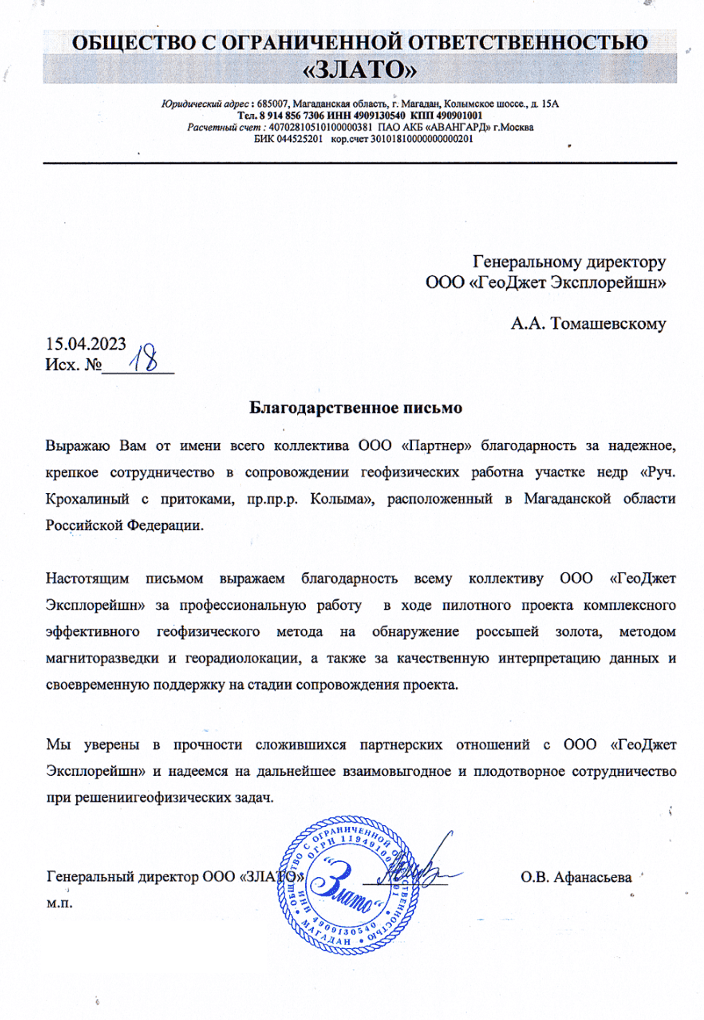 ОБЩЕСТВО С ОГРАНИЧЕННОЙ ОТВЕТСТВЕННОСТЬЮ
«ЗЛАТО»
Юридический адрес : 685007, Магаданская область, г. Магадан, Колымское шоссе., д. 15А
Тел. 8 914 856 7306 ИНН 4909130540 КПП 490901001
Расчетный счет : 40702810510100000381 ПАО АКБ «АВАНГАРД» г.Москва
БИК 044525201 кор.счет 30101810000000000201
Генеральному директору
ООО «ГеоДжет Эксплорейшн»
А.А. Томашевскому
15.04.2023
Исх. № 18
Благодарственное письмо
Выражаю Вам от имени всего коллектива ООО «Партнер» благодарность за надежное,
крепкое сотрудничество в сопровождении геофизических работна участке недр «Руч.
Крохалиный с притоками, пр.пр.р. Колыма», расположенный в Магаданской области
Российской Федерации.
Настотящим письмом выражаем благодарность всему коллективу ООО «ГеоДжет
Эксплорейшн» за профессиональную работу в ходе пилотного проекта комплексного
эффективного геофизического метода на обнаружение россыпей золота, методом
магниторазведки и георадиолокации, а также за качественную интерпретацию данных и
своевременную поддержку на стадии сопровождения проекта.
Мы уверены в прочности сложившихся партнерских отношений с ООО «ГеоДжет
Эксплорейшн» и надеемся на дальнейшее взаимовыгодное и плодотворное сотрудничество
при решениигеофизических задач.
Генеральный директор ООО «ЗЛАТО» О.В. Афанасьева
м.п.
ОБЩЕСТВО С ОГРАНИЧЕННОЙ ОТВЕТСТВЕННОСТЬЮ
ОГРН
"Злато"
ИНН 4909130540
МАГАДАН